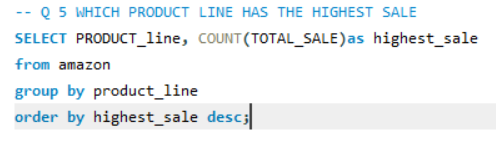 -- Q 5 WHICH PRODUCT LINE HAS THE HIGHEST SALE
SELECT PRODUCT_line, COUNT(TOTAL_SALE)as highest_sale
from amazon
group by product_line
order by highest_sale desc;